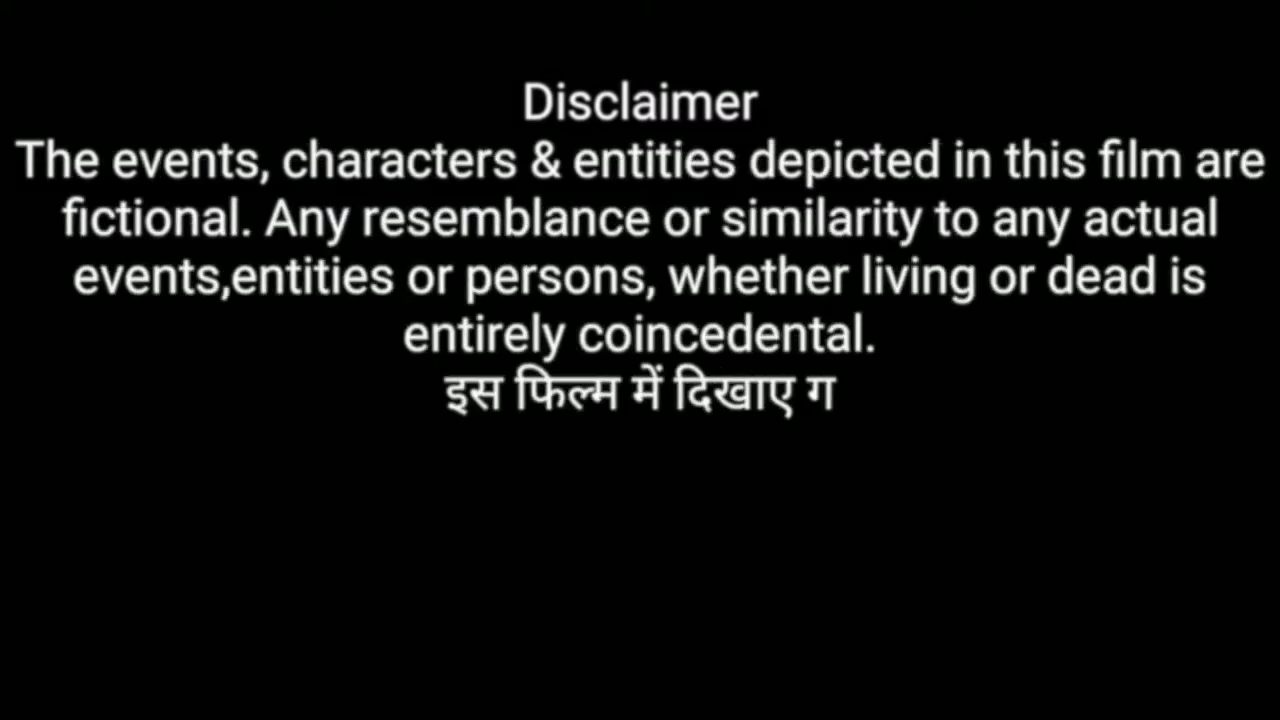 Disclaimer
The events, characters & entities depicted in this film are
fictional. Any resemblance or similarity to any actual
events,entities or persons, whether living or dead is
entirely coincedental.
इस फिल्म में दिखाए ग